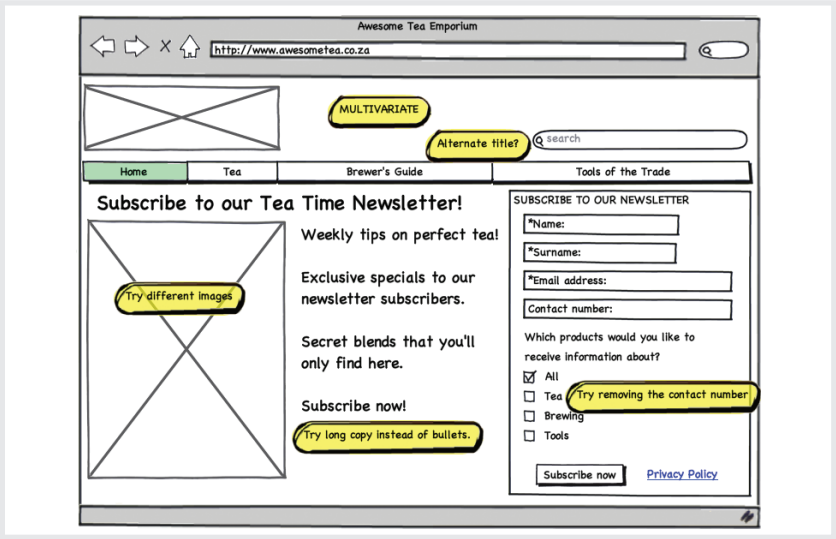 Awesome Tea Emporium
http://www.awesometea.co.za
MULTIVARIATE
Alternate title?
search
Home
Tea
Brewer's Guide
Tools of the Trade
Subscribe to our Tea Time Newsletter!
Try different images
Weekly tips on perfect tea!
Exclusive specials to our
newsletter subscribers.
Secret blends that you'll
only find here.
Subscribe now!
Try long copy instead of bullets.
SUBSCRIBE TO OUR NEWSLETTER
*Name:
*Surname:
*Email address:
Contact number:
Which products would you like to
receive information about?
All
Tea
Try removing the contact number
Brewing
Tools
Subscribe now
Privacy Policy